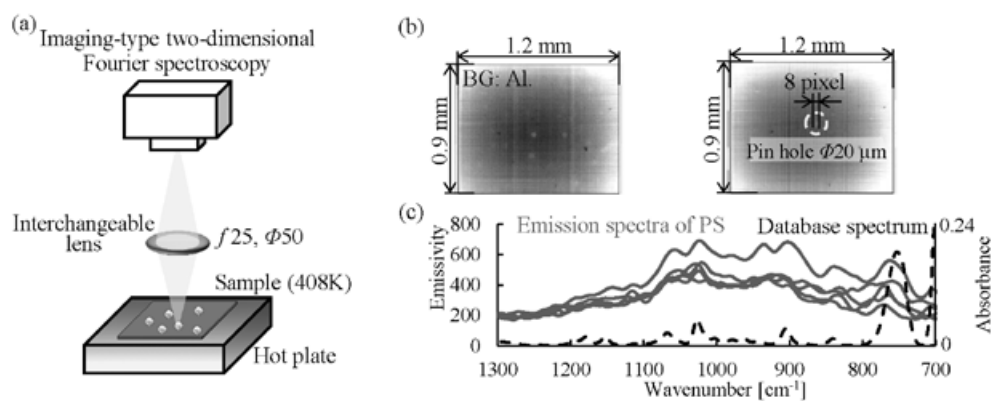 (a)
Imaging-type two-dimensional
Fourier spectroscopy
Interchangeable
lens
f 25, Φ50
Sample (408K)
Hot plate
(b)
1.2 mm
0.9 mm
BG: Al.
1.2 mm
0.9 mm
8 pixel
Pin hole Φ20 μm
(c)
Emission spectra of PS
Database spectrum
Emissivity
800
600
400
200
0
0.24
0
Absorbance
1300 1200 1100 1000 900 800 700
Wavenumber [cm⁻¹]